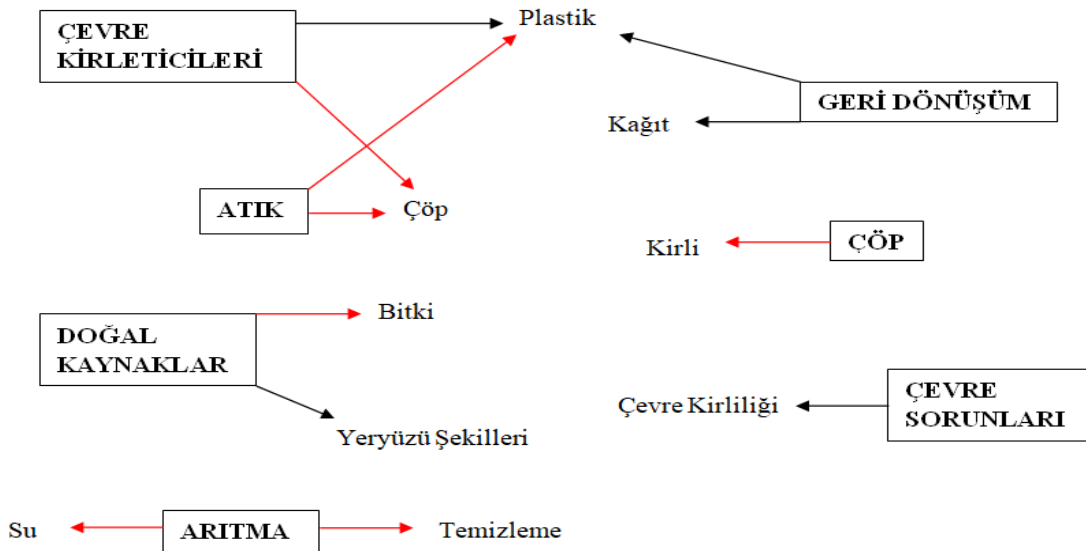 ÇEVRE
KİRLETİCİLERİ
Plastik
GERİ DÖNÜŞÜM
Kağıt
ATIK
Çöp
Kirli
ÇÖP
Bitki
DOĞAL
KAYNAKLAR
Yeryüzü Şekilleri
Çevre Kirliliği
ÇEVRE
SORUNLARI
Su
ARITMA
Temizleme